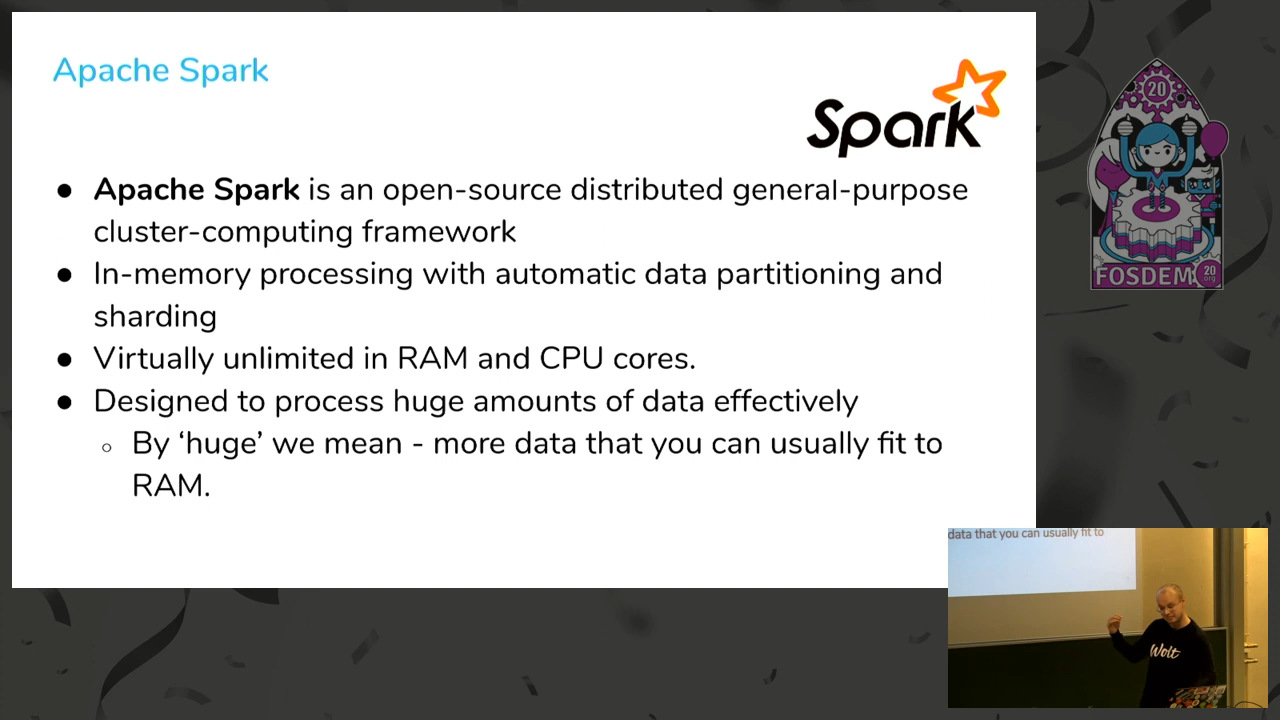 Apache Spark
Spark
● Apache Spark is an open-source distributed general-purpose
cluster-computing framework
● In-memory processing with automatic data partitioning and
sharding
● Virtually unlimited in RAM and CPU cores.
● Designed to process huge amounts of data effectively
○ By ‘huge’ we mean - more data that you can usually fit to
RAM.
20
FOSDEM 20
.org
data that you can usually fit to
Wolt